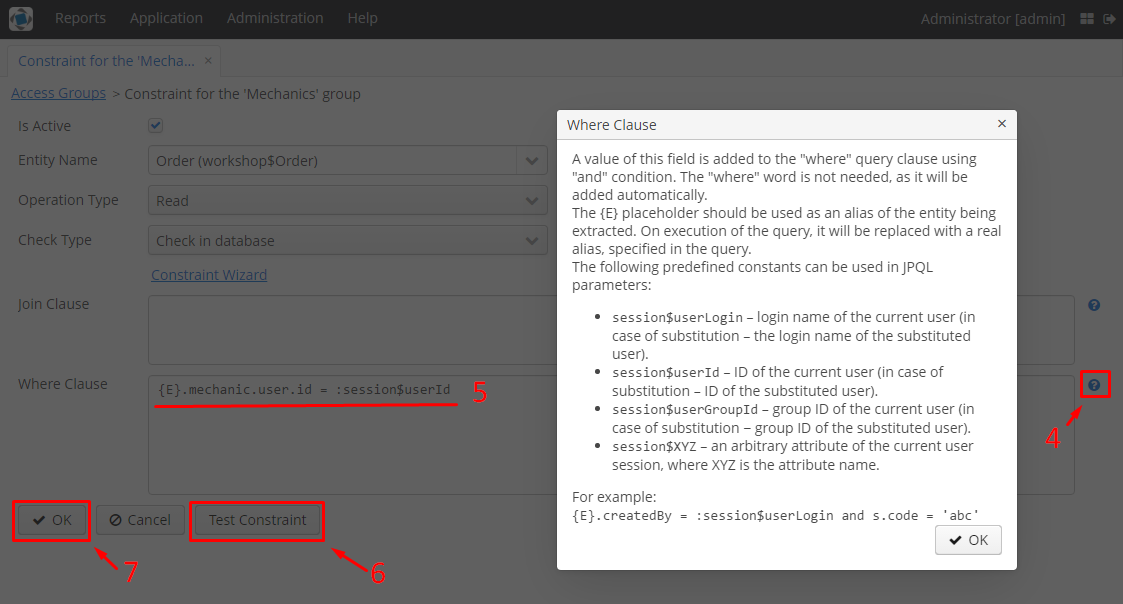 Reports Application Administration Help Administrator [admin]
Constraint for the 'Mecha... ×
Access Groups > Constraint for the 'Mechanics' group
Is Active
Entity Name Order (workshop$Order)
Operation Type Read
Check Type Check in database
Constraint Wizard
Join Clause
?
Where Clause {E}.mechanic.user.id = :session$userId 5
?
4
OK Cancel Test Constraint
7
6
Where Clause ×
A value of this field is added to the "where" query clause using
"and" condition. The "where" word is not needed, as it will be
added automatically.
The {E} placeholder should be used as an alias of the entity being
extracted. On execution of the query, it will be replaced with a real
alias, specified in the query.
The following predefined constants can be used in JPQL
parameters:
• session$userLogin – login name of the current user (in
case of substitution – the login name of the substituted
user).
• session$userId – ID of the current user (in case of
substitution – ID of the substituted user).
• session$userGroupId – group ID of the current user (in
case of substitution − group ID of the substituted user).
• session$XYZ – an arbitrary attribute of the current user
session, where XYZ is the attribute name.
For example:
{E}.createdBy = :session$userLogin and s.code = 'abc'
OK